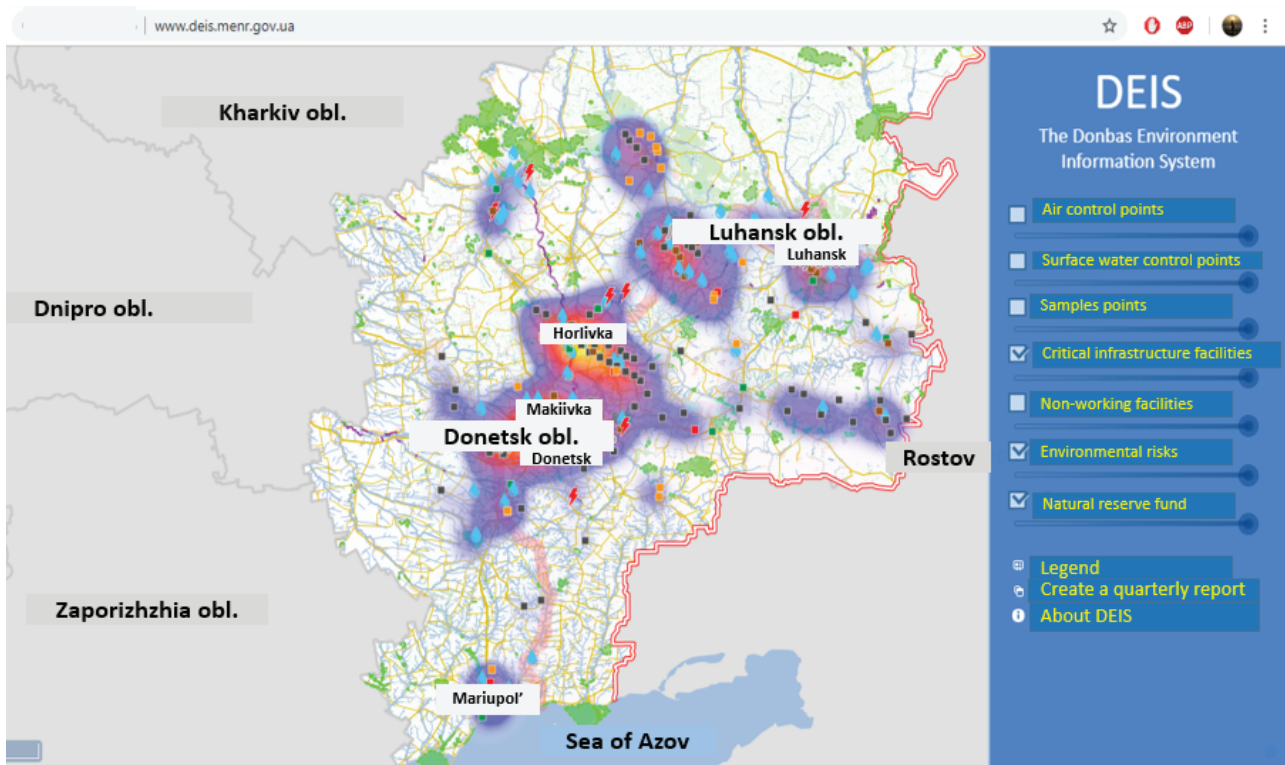 www.deis.menr.gov.ua
ABP
Kharkiv obl.
Dnipro obl.
Zaporizhzhia obl.
Luhansk obl.
Luhansk
Horlivka
Makiivka
Donetsk obl.
Donetsk
Rostov
Mariupol’
Sea of Azov
DEIS
The Donbas Environment
Information System
Air control points
Surface water control points
Samples points
Critical infrastructure facilities
Non-working facilities
Environmental risks
Natural reserve fund
Legend
Create a quarterly report
About DEIS